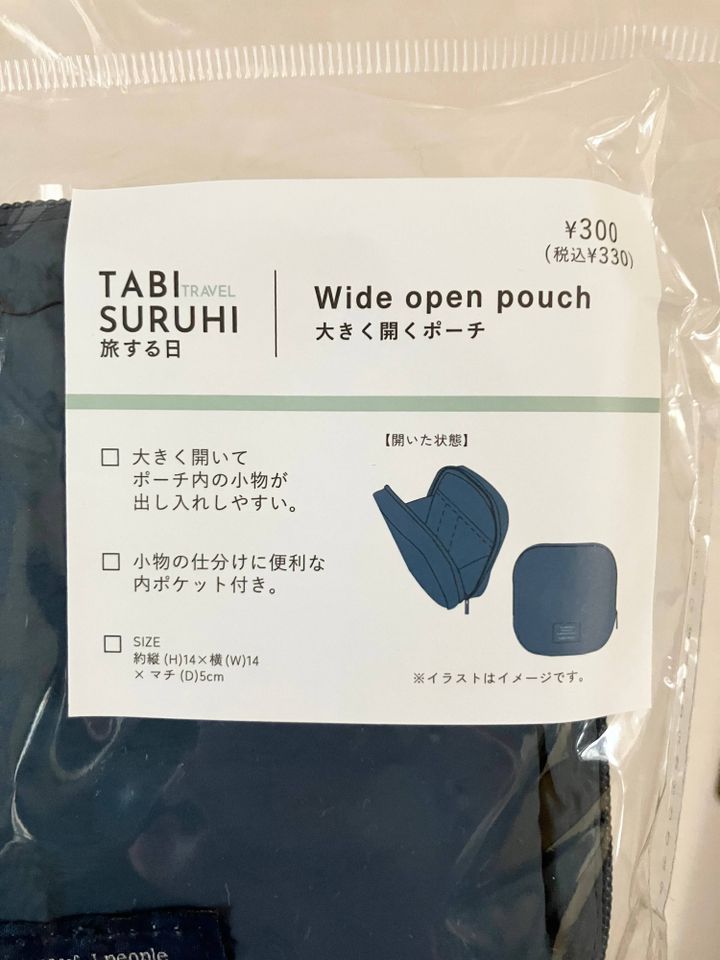 ¥300
(税込¥330)
TABI TRAVEL
SURUHI
旅する日
Wide open pouch
大きく開くポーチ
大きく開いて
ポーチ内の小物が
出し入れしやすい。
小物の仕分けに便利な
内ポケット付き。
SIZE
約縦(H)14×横(W)14
×マチ(D)5cm
【開いた状態】
※イラストはイメージです。
people